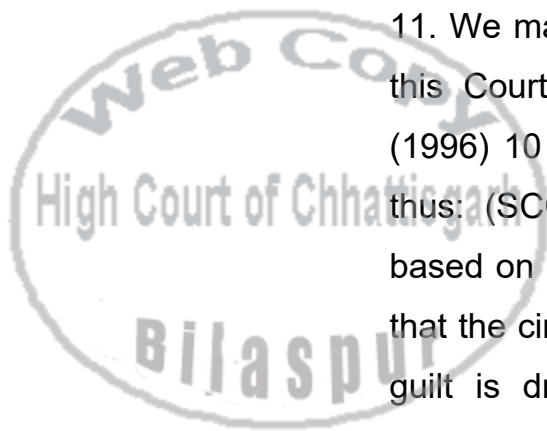 11. We ma
this Court
(1996) 10
thus: (SC
based on
that the cir
guilt is dr
Web Copy
High Court of Chhattisgarh
Bilaspur